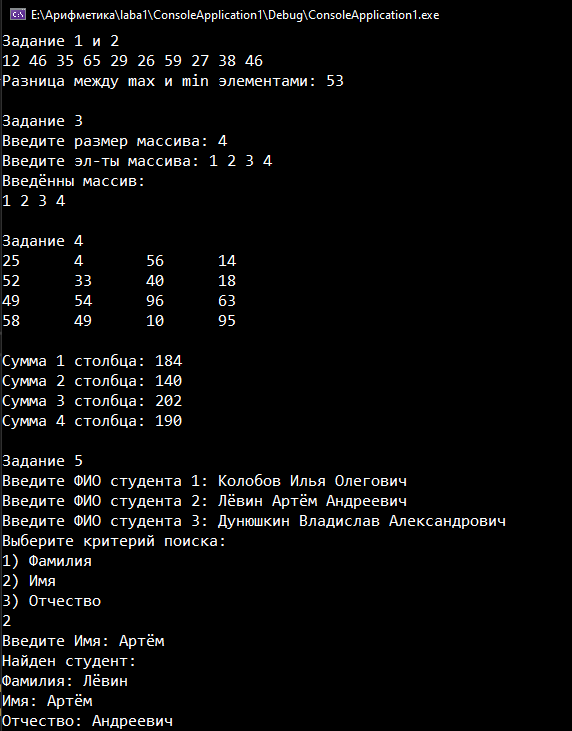 E:\Арифметика\laba1\ConsoleApplication1\Debug\ConsoleApplication1.exe
Задание 1 и 2
12 46 35 65 29 26 59 27 38 46
Разница между max и min элементами: 53
Задание 3
Введите размер массива: 4
Введите эл-ты массива: 1 2 3 4
Введённы массив:
1 2 3 4
Задание 4
25 4 56 14
52 33 40 18
49 54 96 63
58 49 10 95
Сумма 1 столбца: 184
Сумма 2 столбца: 140
Сумма 3 столбца: 202
Сумма 4 столбца: 190
Задание 5
Введите ФИО студента 1: Колобов Илья Олегович
Введите ФИО студента 2: Лёвин Артём Андреевич
Введите ФИО студента 3: Дунюшкин Владислав Александрович
Выберите критерий поиска:
1) Фамилия
2) Имя
3) Отчество
2
Введите Имя: Артём
Найден студент:
Фамилия: Лёвин
Имя: Артём
Отчество: Андреевич